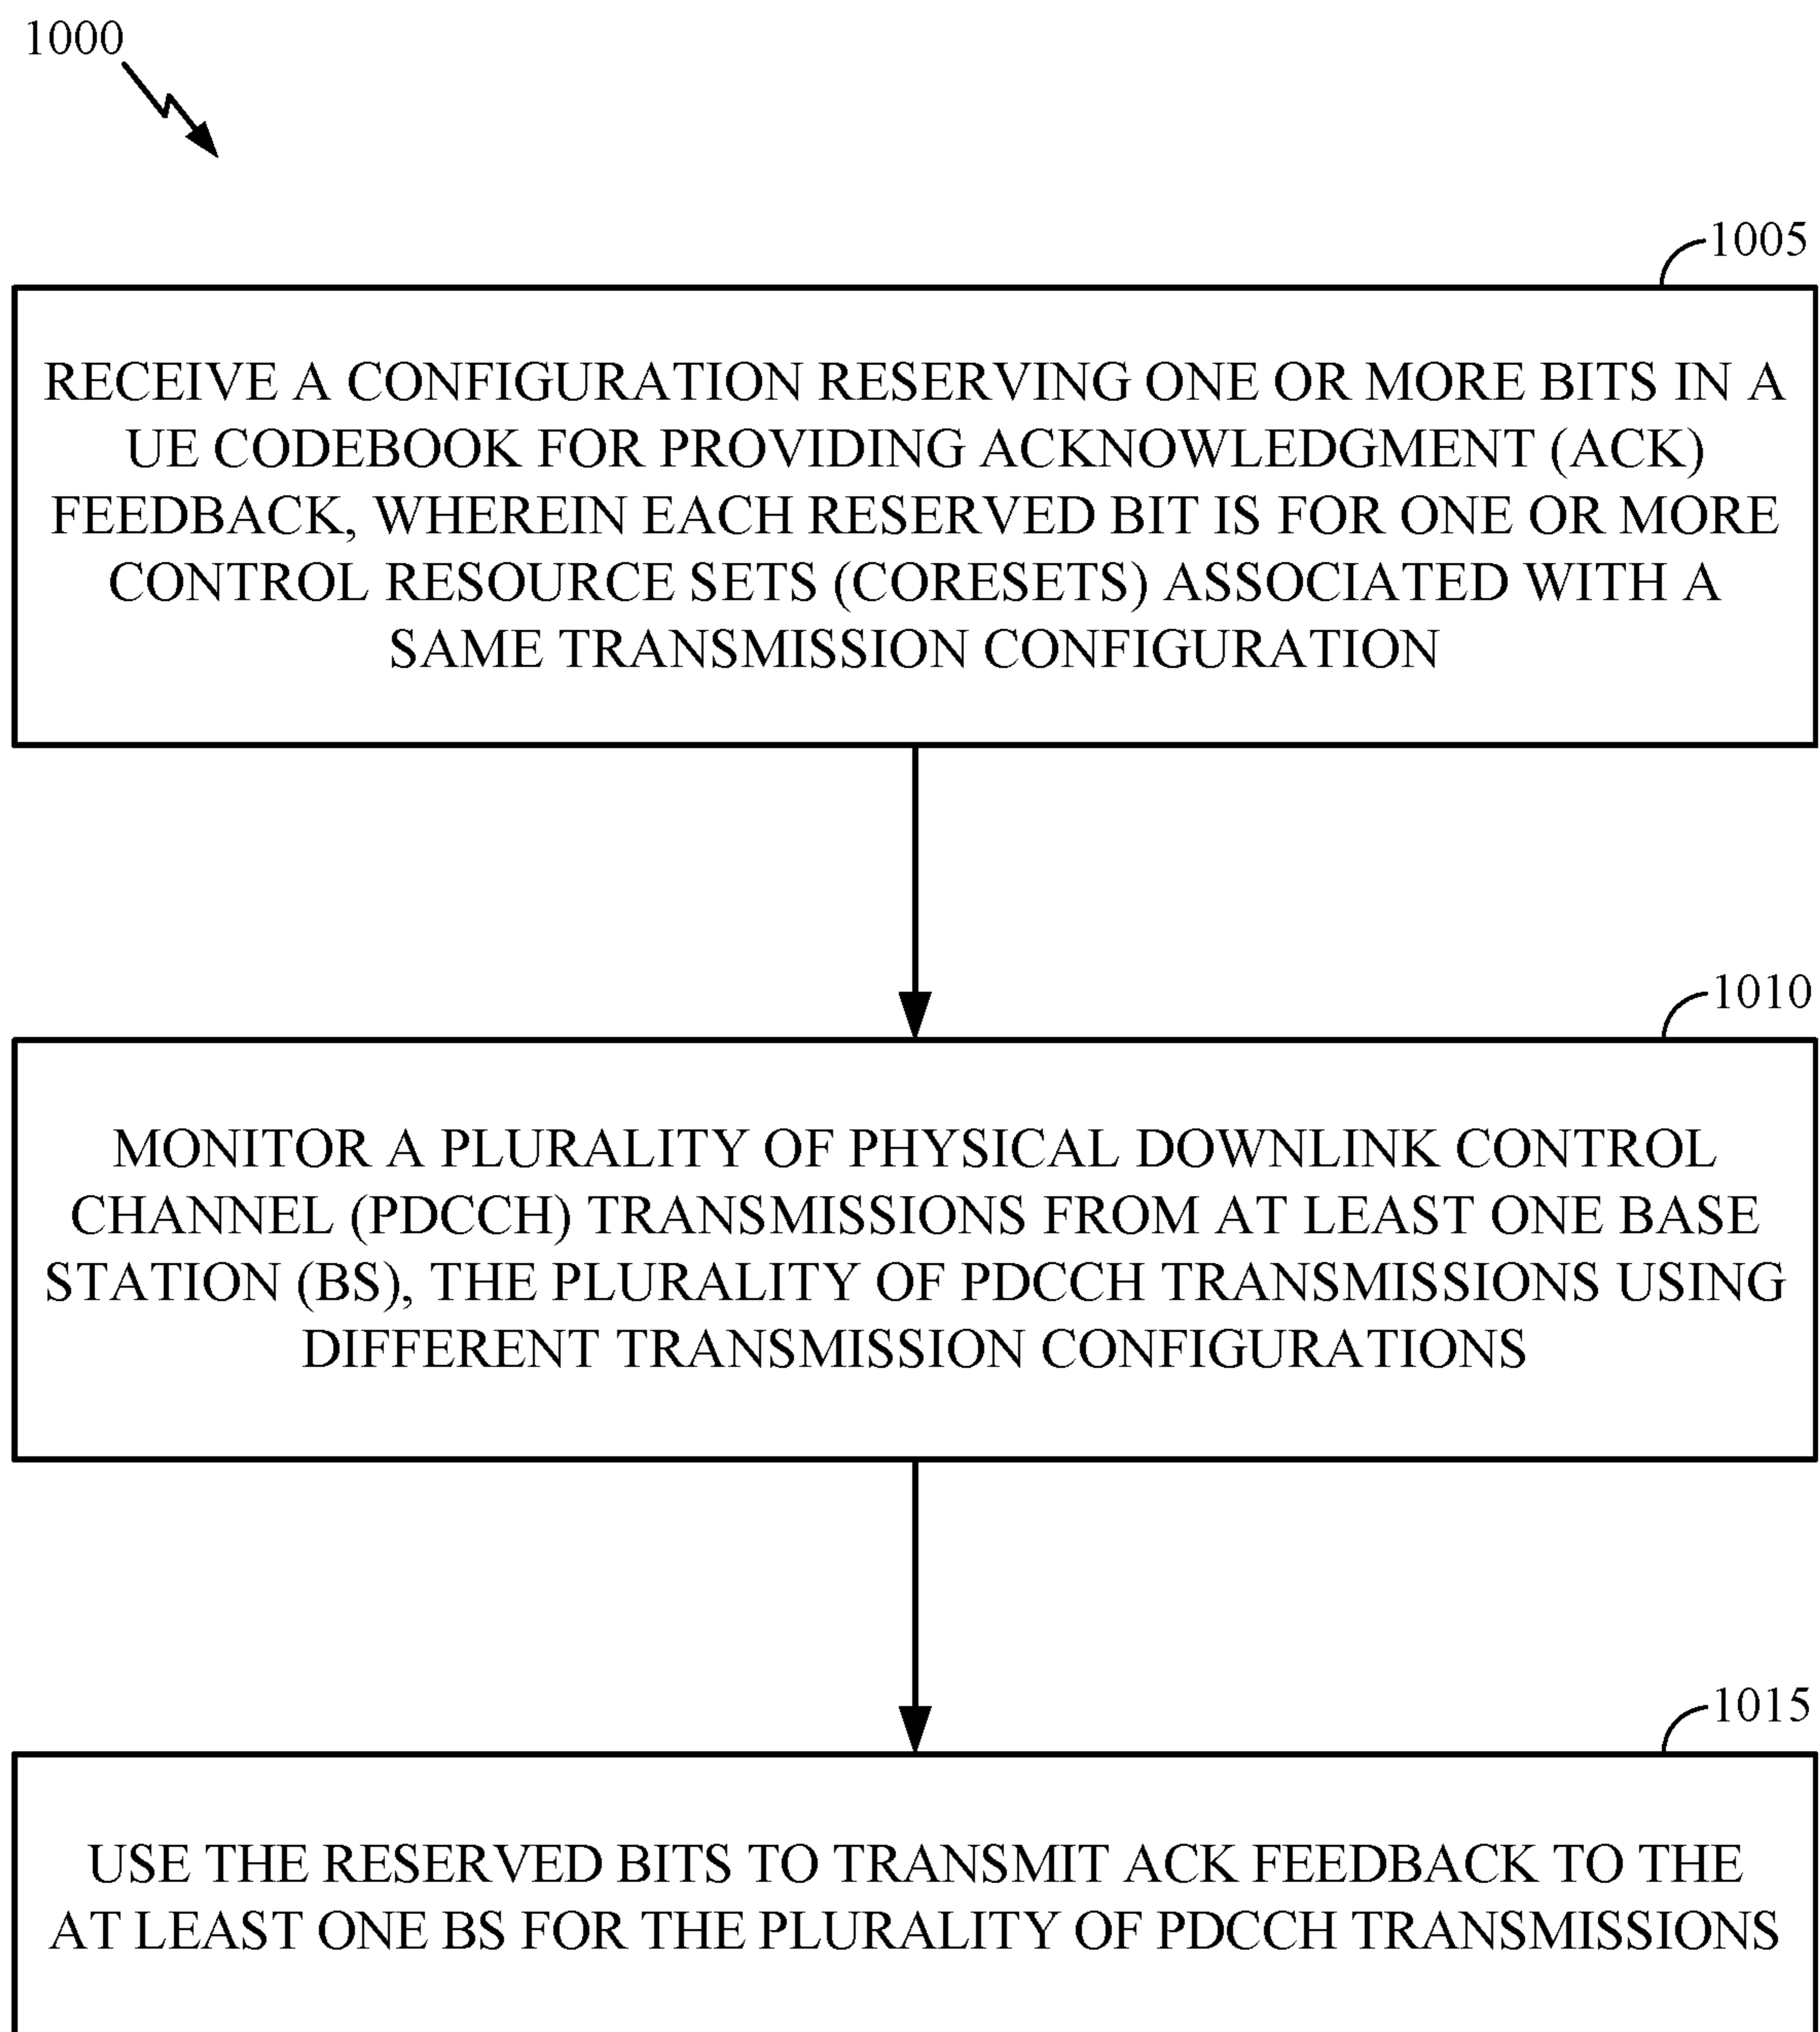 1000
1005
RECEIVE A CONFIGURATION RESERVING ONE OR MORE BITS IN A
UE CODEBOOK FOR PROVIDING ACKNOWLEDGMENT (ACK)
FEEDBACK, WHEREIN EACH RESERVED BIT IS FOR ONE OR MORE
CONTROL RESOURCE SETS (CORESETS) ASSOCIATED WITH A
SAME TRANSMISSION CONFIGURATION
1010
MONITOR A PLURALITY OF PHYSICAL DOWNLINK CONTROL
CHANNEL (PDCCH) TRANSMISSIONS FROM AT LEAST ONE BASE
STATION (BS), THE PLURALITY OF PDCCH TRANSMISSIONS USING
DIFFERENT TRANSMISSION CONFIGURATIONS
1015
USE THE RESERVED BITS TO TRANSMIT ACK FEEDBACK TO THE
AT LEAST ONE BS FOR THE PLURALITY OF PDCCH TRANSMISSIONS